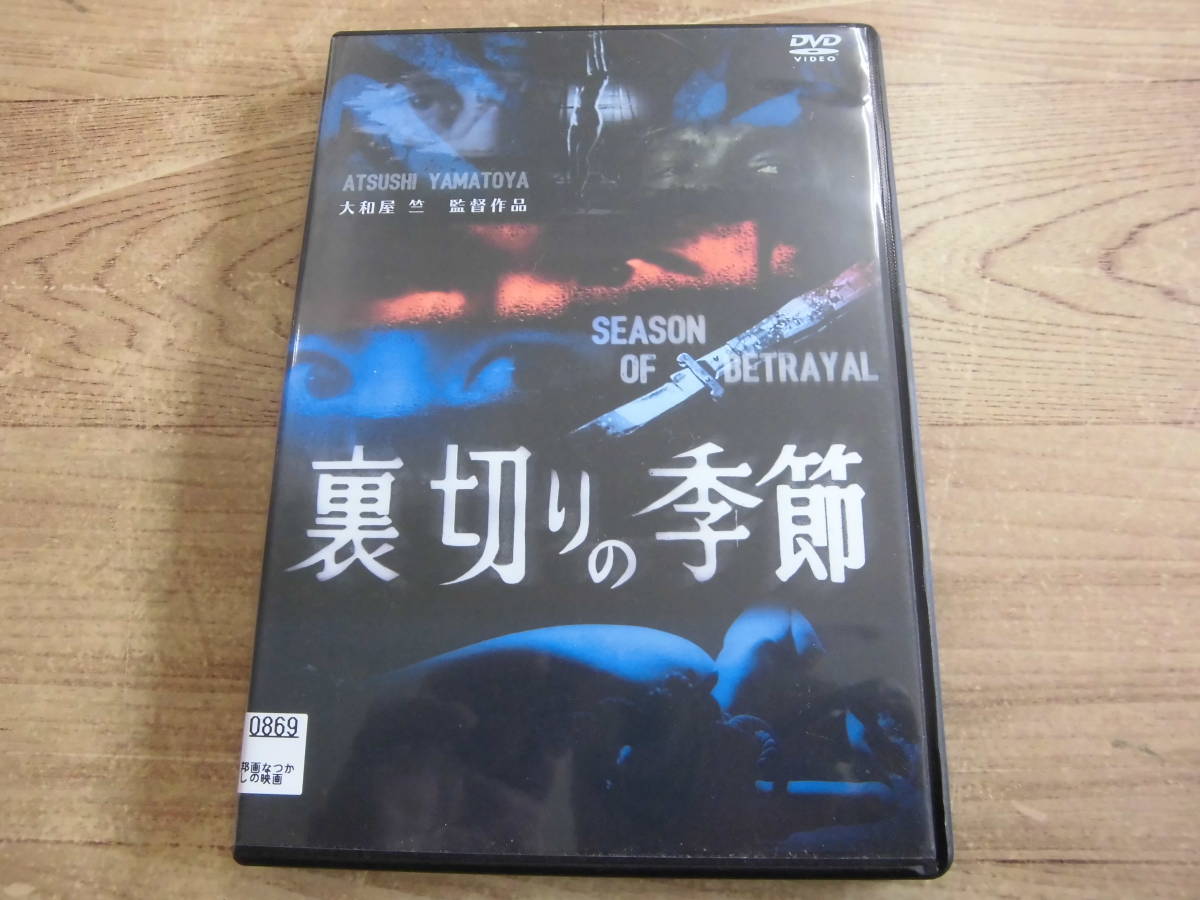 DVD
VIDEO
ATSUSHI YAMATOYA
大和屋 竺 監督作品
SEASON
OF BETRAYAL
裏切りの季節
0869
邦画なつか
しの映画